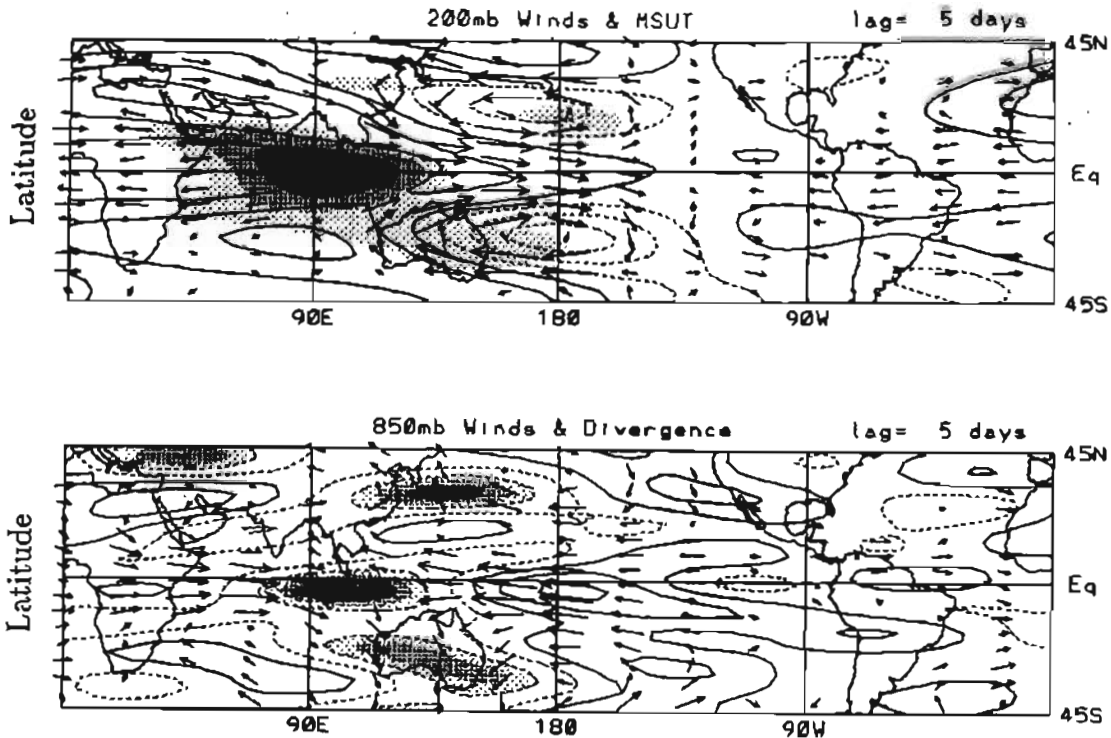 200mb Winds & MSUT lag= 5 days
45N
Latitude
Eq
45S
90E 180 90W
850mb Winds & Divergence lag= 5 days
45N
Latitude
Eq
45S
90E 180 90W